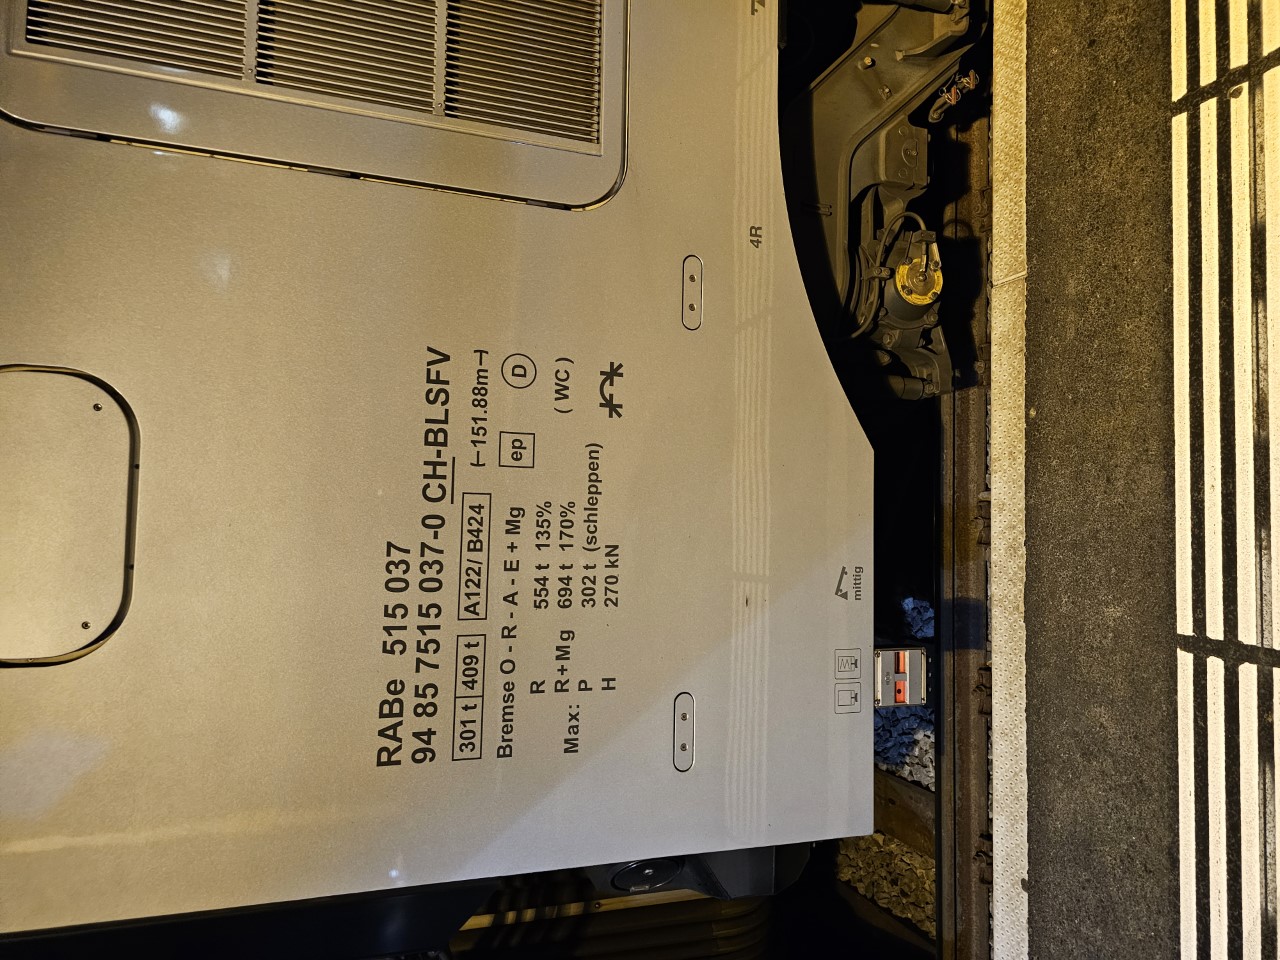 RABe 515 037
94 85 7515 037-0 CH-BLSFV
301 t 409 t A122/ B424 151.88m
Bremse O - R - A - E + Mg ep D
R 554 t 135%
Max: R+Mg 694 t 170% ( WC )
P 302 t (schleppen)
H 270 kN
4R
mittig